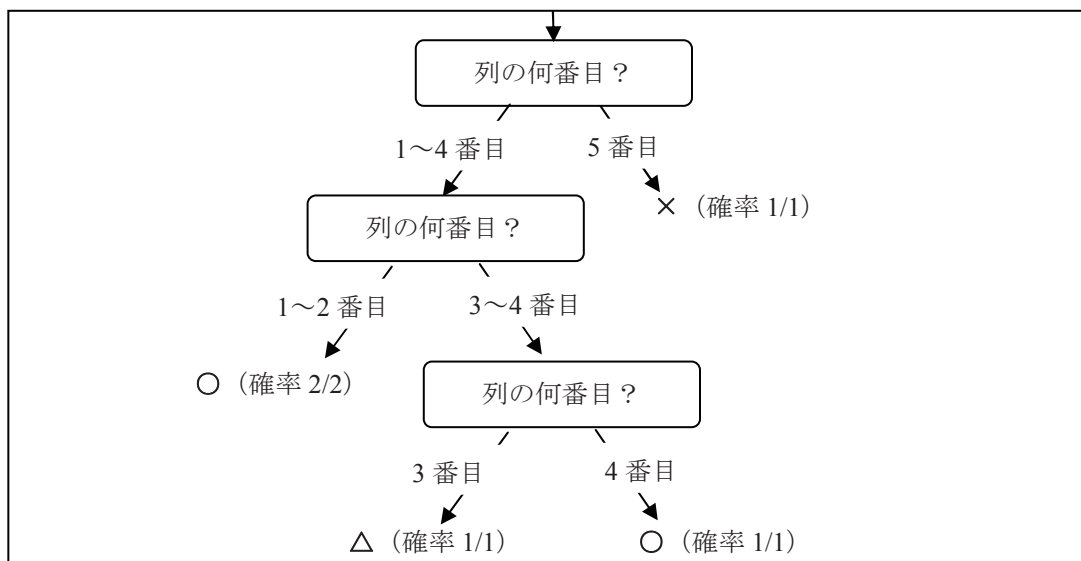 列の何番目？
1～4 番目
5 番目
×（確率 1/1）
列の何番目？
1～2 番目
3～4 番目
○（確率 2/2）
列の何番目？
3 番目
4 番目
△（確率 1/1）
○（確率 1/1）